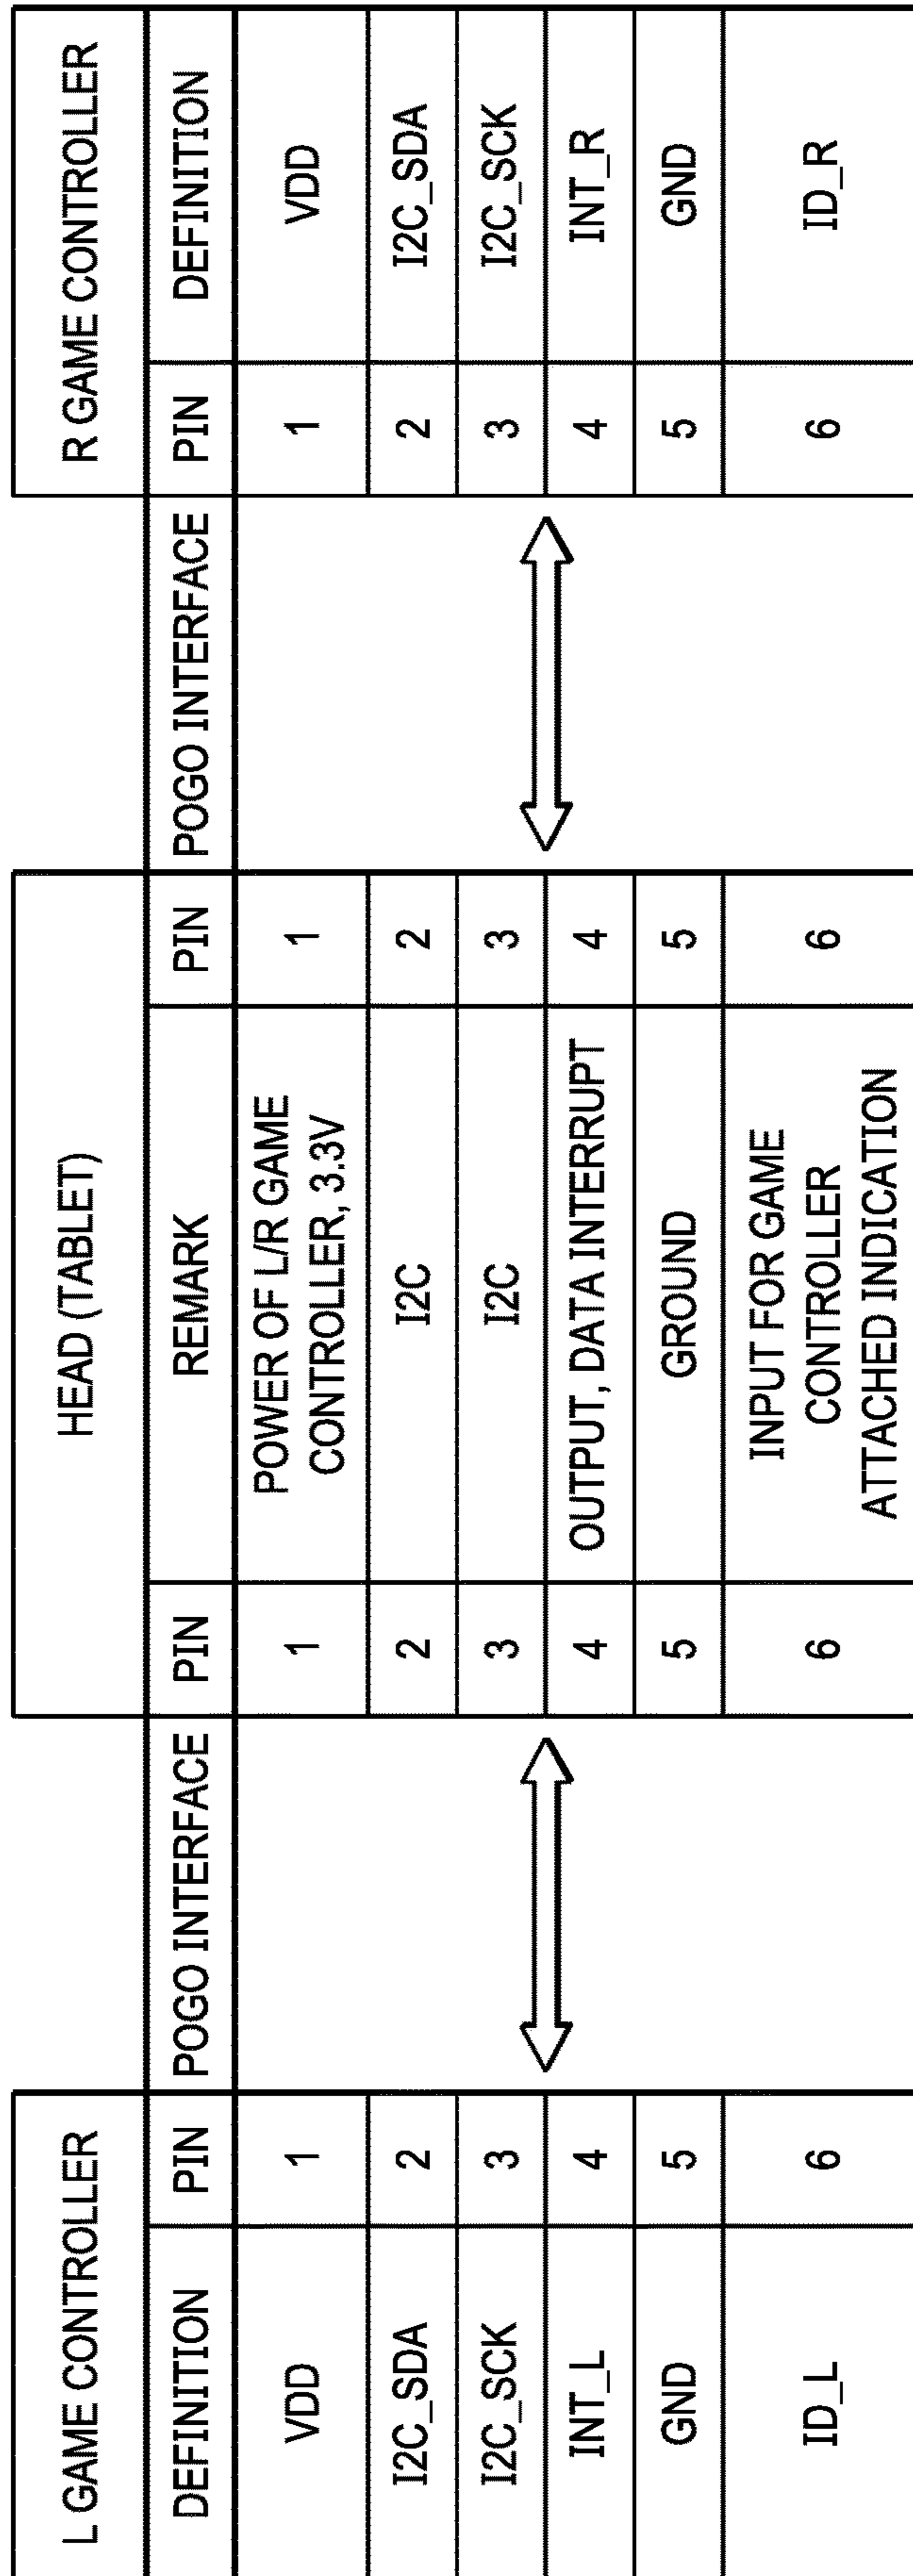 L GAME CONTROLLER HEAD (TABLET) R GAME CONTROLLER
DEFINITION PIN POGO INTERFACE PIN REMARK PIN POGO INTERFACE PIN DEFINITION
VDD 1 1 POWER OF L/R GAME 1 1 VDD
CONTROLLER, 3.3V
I2C_SDA 2 2 I2C 2 2 I2C_SDA
I2C_SCK 3 3 I2C 3 3 I2C_SCK
INT_L 4 4 OUTPUT, DATA INTERRUPT 4 4 INT_R
GND 5 5 GROUND 5 5 GND
ID_L 6 6 INPUT FOR GAME 6 6 ID_R
CONTROLLER
ATTACHED INDICATION